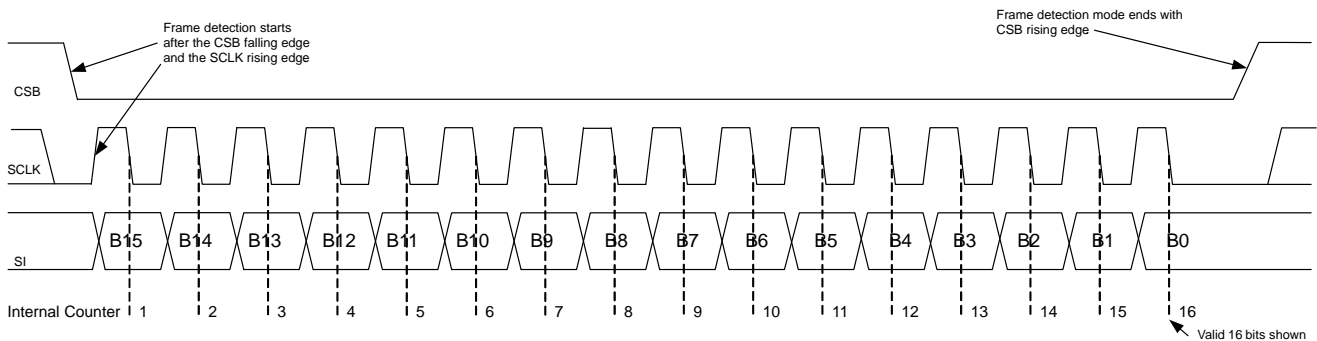 Frame detection starts
after the CSB falling edge
and the SCLK rising edge
Frame detection mode ends with
CSB rising edge
CSB
SCLK
SI
B15 B14 B13 B12 B11 B10 B9 B8 B7 B6 B5 B4 B3 B2 B1 B0
Internal Counter 1 2 3 4 5 6 7 8 9 10 11 12 13 14 15 16
Valid 16 bits shown